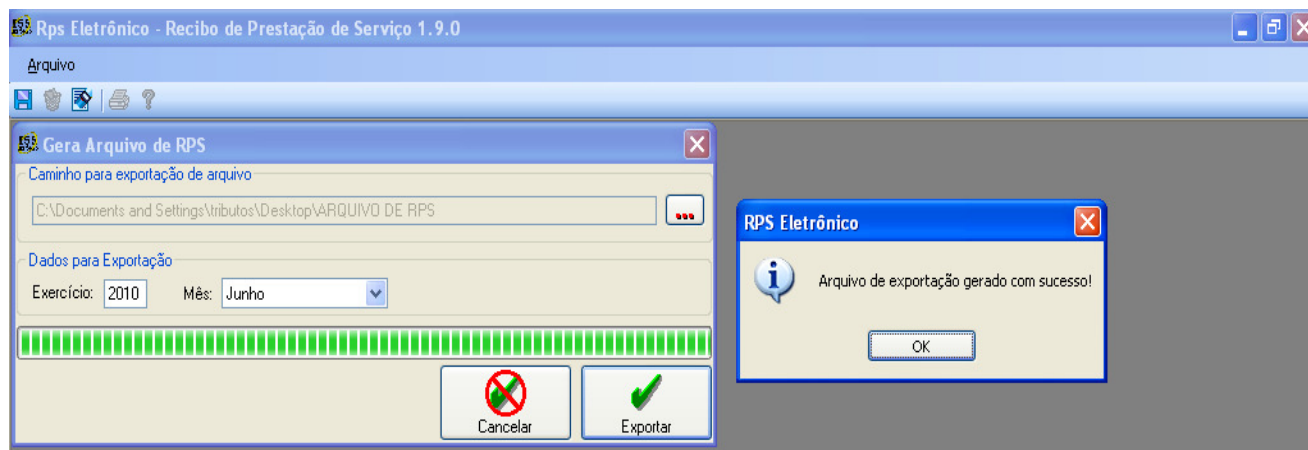 Rps Eletrônico - Recibo de Prestação de Serviço 1.9.0
Arquivo
Gera Arquivo de RPS
Caminho para exportação de arquivo
C:\Documents and Settings\tributos\Desktop\ARQUIVO DE RPS
...
Dados para Exportação
Exercício: 2010 Mês: Junho
Cancelar Exportar
RPS Eletrônico
Arquivo de exportação gerado com sucesso!
OK